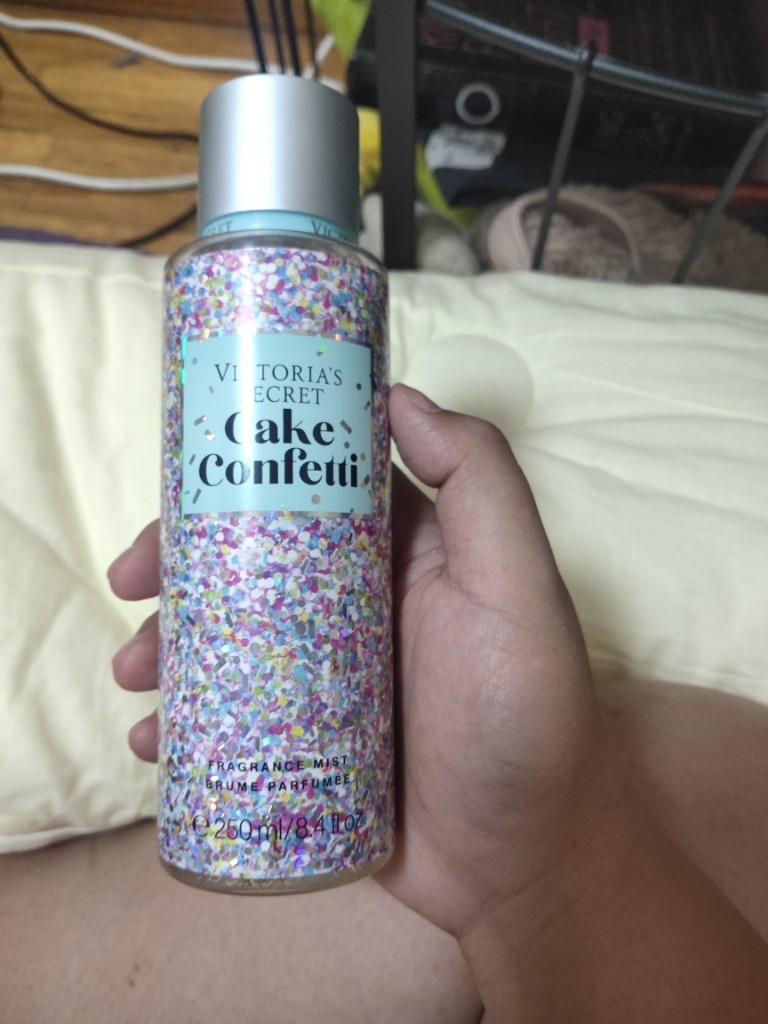 VICTORIA'S
SECRET
Cake
Confetti
FRAGRANCE MIST
BRUME PARFUMÉE
℮ 250 ml/8.4 fl oz